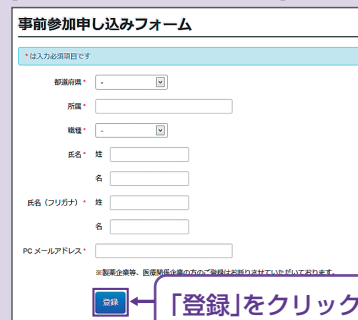 事前参加申し込みフォーム
*は入力必須項目です
都道府県* -
所属*
職種* -
氏名* 姓
名
氏名（フリガナ）* 姓
名
PCメールアドレス*
※製薬企業等、医療関係企業の方のご登録はお断りさせていただいております。
登録
「登録」をクリック